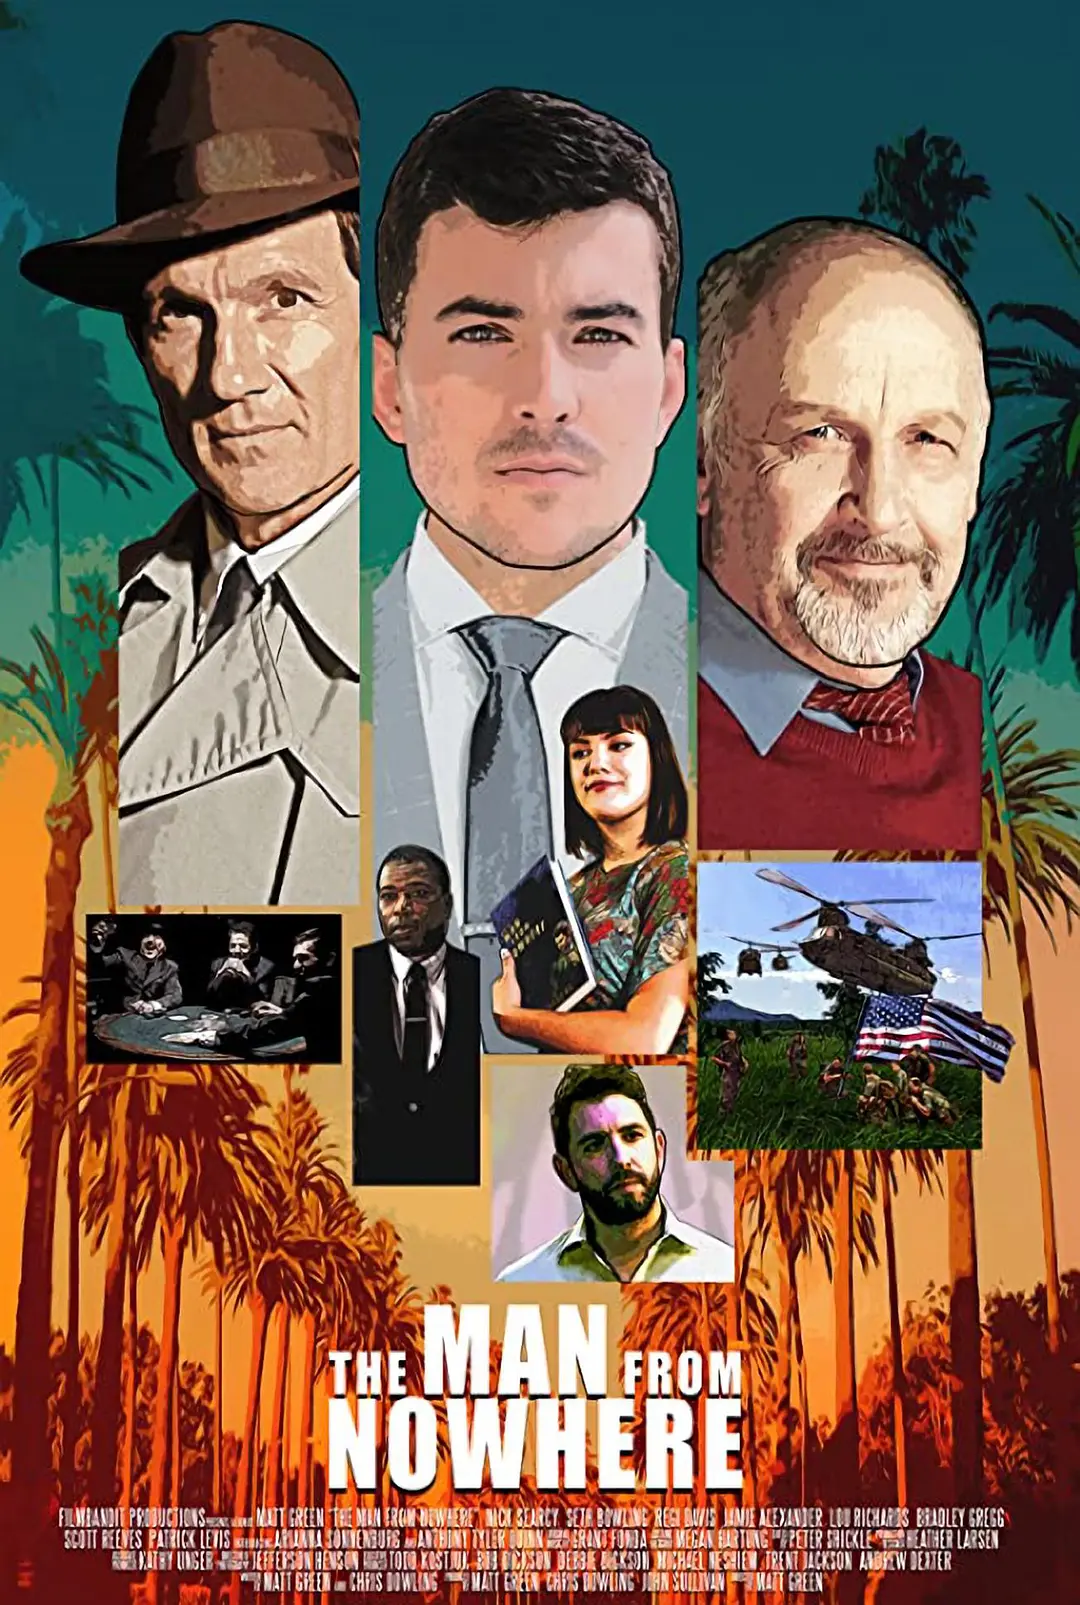 THE MAN FROM
NOWHERE
FILMBANDIT PRODUCTIONS MATT GREEN "THE MAN FROM NOWHERE" NICK SEARCY SETH BOWLING REGI DAVIS JAMIE ALEXANDER LOU RICHARDS BRADLEY GREGG
SCOTT REEVES PATRICK LEVIS ARIANNA SONNENBURG ANTHONY TYLER QUINN GRANT FONDA MEGAN HARTUNG PETER SHICKLE HEATHER LARSEN
KATHY UNGER JEFFERSON HENSON TODD BOB DICKSON DEBBIE DICKSON MICHAEL TRENT JACKSON ANDREW DEXTER
MATT GREEN CHRIS DOWLING MATT GREEN CHRIS DOWLING JOHN SULLIVAN MATT GREEN